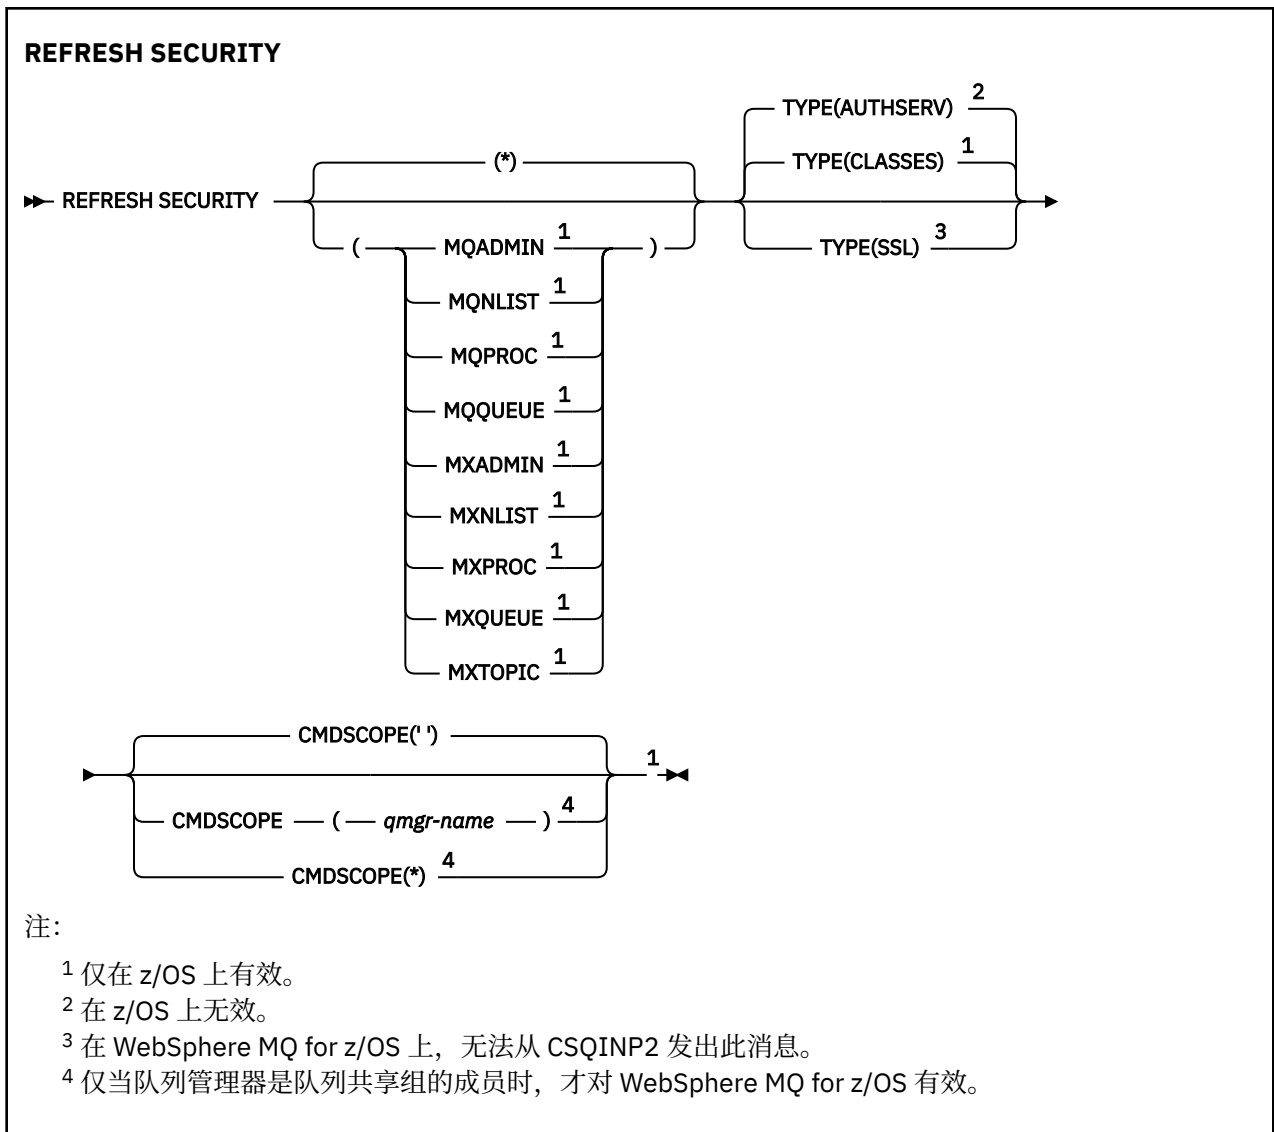 REFRESH SECURITY
TYPE(AUTHSERV) 2
(*)
TYPE(CLASSES) 1
REFRESH SECURITY
( MQADMIN 1 )
TYPE(SSL) 3
MQNLIST 1
MQPROC 1
MQQUEUE 1
MXADMIN 1
MXNLIST 1
MXPROC 1
MXQUEUE 1
MXTOPIC 1
CMDSCOPE(' ')
1
CMDSCOPE ( qmgr-name ) 4
CMDSCOPE(*) 4
注:
1 仅在 z/OS 上有效。
2 在 z/OS 上无效。
3 在 WebSphere MQ for z/OS 上，无法从 CSQINP2 发出此消息。
4 仅当队列管理器是队列共享组的成员时，才对 WebSphere MQ for z/OS 有效。